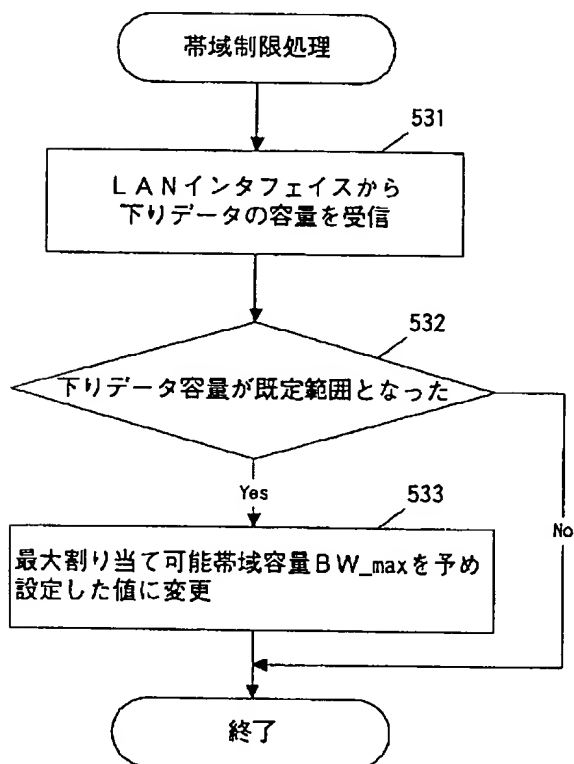 帯域制限処理
531
LANインタフェイスから
下りデータの容量を受信
532
下りデータ容量が既定範囲となった
Yes
No
533
最大割り当て可能帯域容量BW_maxを予め
設定した値に変更
終了